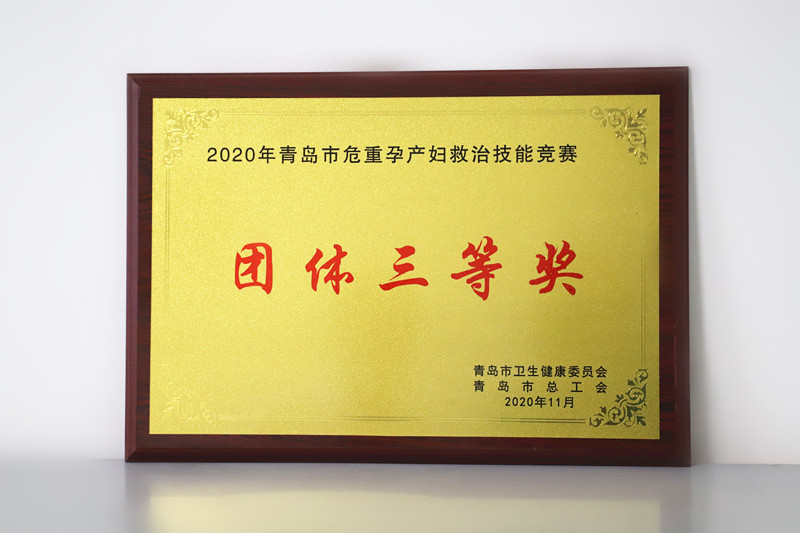 2020年青岛市危重孕产妇救治技能竞赛
团体三等奖
青岛市卫生健康委员会
青岛市总工会
2020年11月